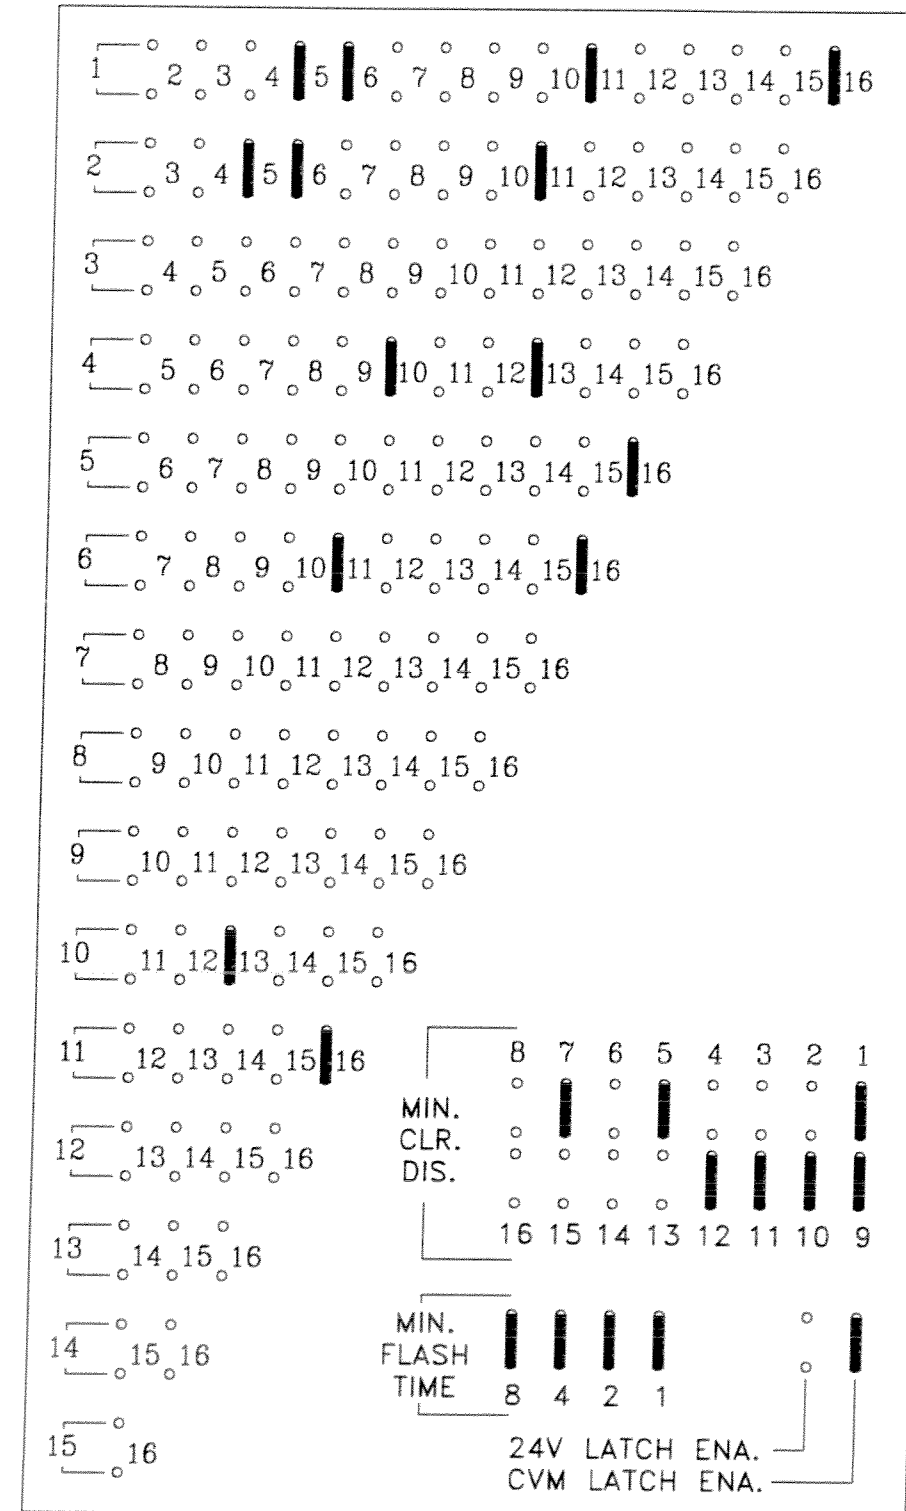 1 2 3 4 5 6 7 8 9 10 11 12 13 14 15 16
2 3 4 5 6 7 8 9 10 11 12 13 14 15 16
3 4 5 6 7 8 9 10 11 12 13 14 15 16
4 5 6 7 8 9 10 11 12 13 14 15 16
5 6 7 8 9 10 11 12 13 14 15 16
6 7 8 9 10 11 12 13 14 15 16
7 8 9 10 11 12 13 14 15 16
8 9 10 11 12 13 14 15 16
9 10 11 12 13 14 15 16
10 11 12 13 14 15 16
11 12 13 14 15 16
12 13 14 15 16
13 14 15 16
14 15 16
15 16
8 7 6 5 4 3 2 1
MIN.
CLR.
DIS.
16 15 14 13 12 11 10 9
MIN.
FLASH
TIME
8 4 2 1
24V LATCH ENA.
CVM LATCH ENA.